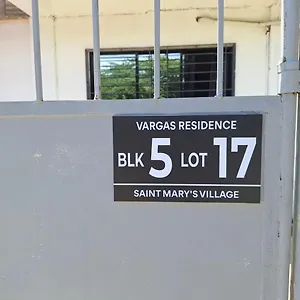 VARGAS RESIDENCE
BLK 5 LOT 17
SAINT MARY'S VILLAGE